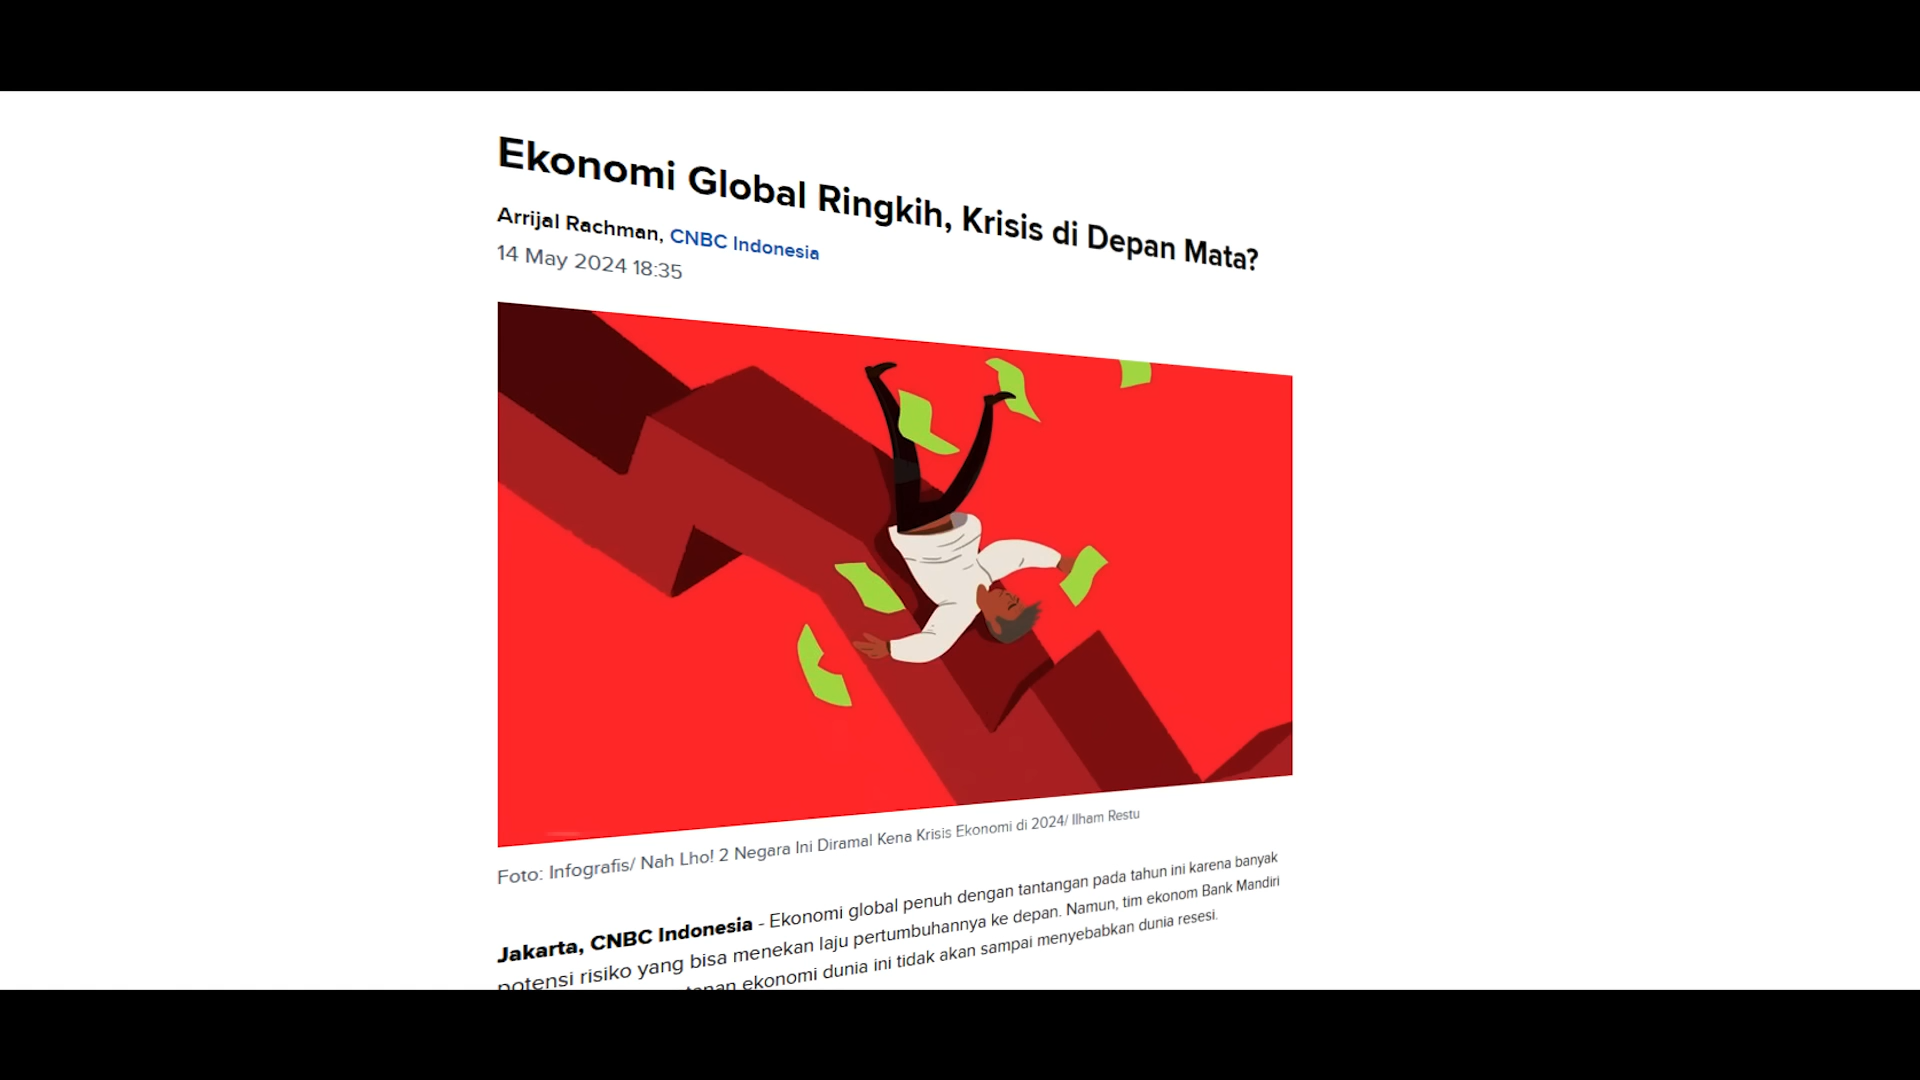 Ekonomi Global Ringkih, Krisis di Depan Mata?
Arrijal Rachman, CNBC Indonesia
14 May 2024 18:35
Foto: Infografis/ Nah Lho! 2 Negara Ini Diramal Kena Krisis Ekonomi di 2024/ Ilham Restu
Jakarta, CNBC Indonesia - Ekonomi global penuh dengan tantangan pada tahun ini karena banyak
potensi risiko yang bisa menekan laju pertumbuhannya ke depan. Namun, tim ekonom Bank Mandiri
ekonomi dunia ini tidak akan sampai menyebabkan dunia resesi.